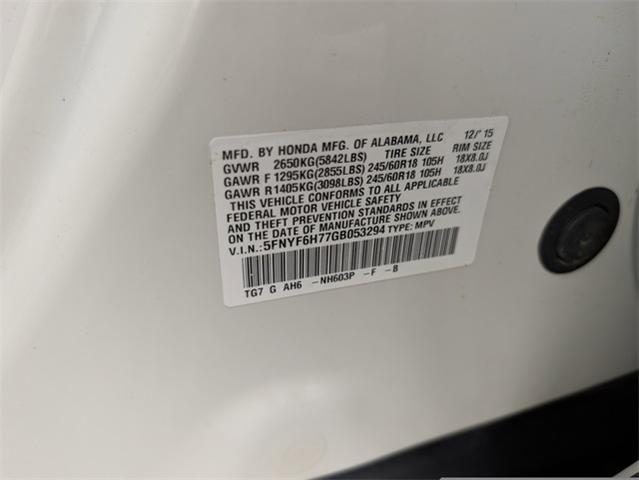 MFD. BY HONDA MFG. OF ALABAMA, LLC 12/'15
GVWR 2650KG(5842LBS) TIRE SIZE RIM SIZE
GAWR F 1295KG(2855LBS) 245/60R18 105H 18X8.0J
GAWR R 1405KG(3098LBS) 245/60R18 105H 18X8.0J
THIS VEHICLE CONFORMS TO ALL APPLICABLE
FEDERAL MOTOR VEHICLE SAFETY
AND THEFT PREVENTION STANDARDS IN EFFECT
ON THE DATE OF MANUFACTURE SHOWN ABOVE.
V.I.N.: 5FNYF6H77GB053294 TYPE: MPV
TG7 G AH6 -NH603P -F -B